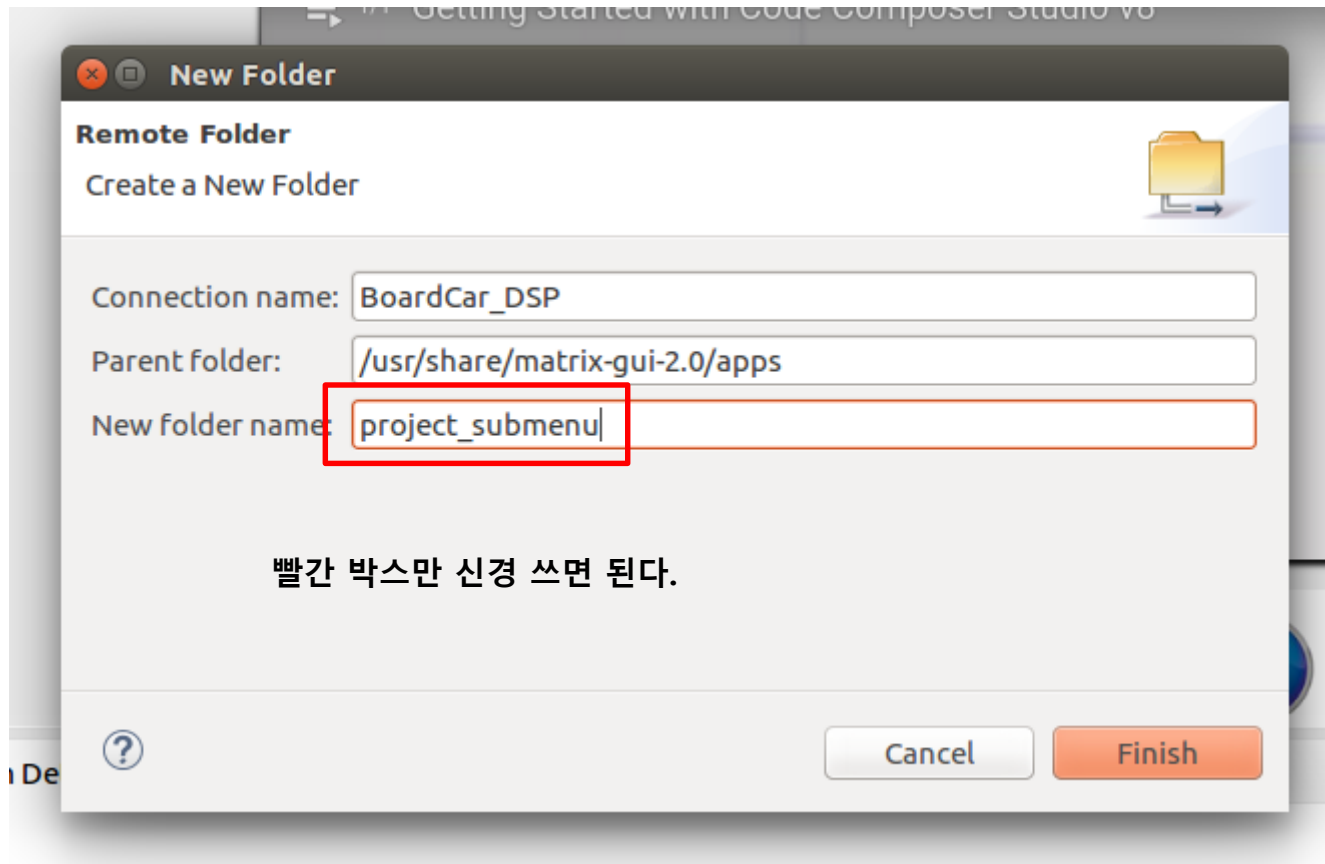 Getting Started with Code Composer Studio v8
New Folder
Remote Folder
Create a New Folder
Connection name: BoardCar_DSP
Parent folder: /usr/share/matrix-gui-2.0/apps
New folder name: project_submenu
빨간 박스만 신경 쓰면 된다.
Cancel Finish
De